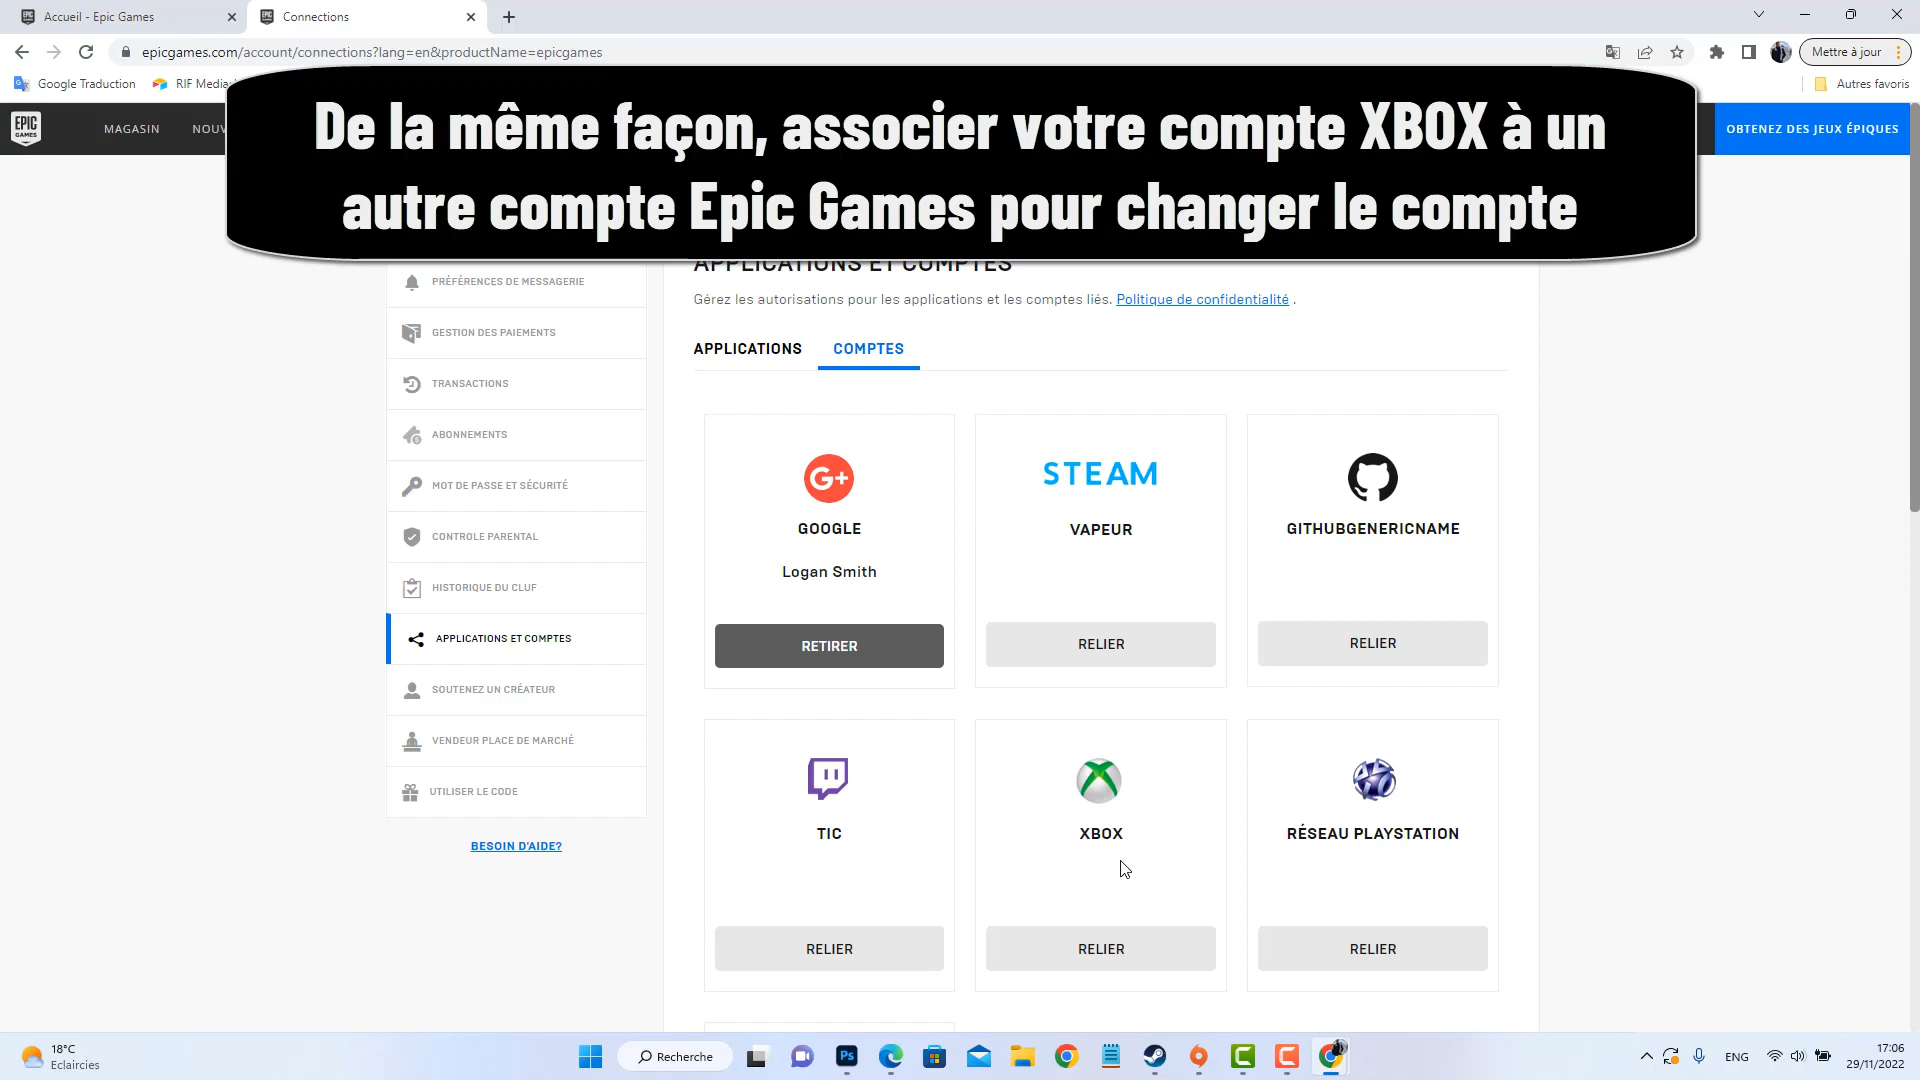 Accueil - Epic Games
Connections
epicgames.com/account/connections?lang=en&productName=epicgames
Mettre à jour
Google Traduction
RIF Media
Autres favoris
De la même façon, associer votre compte XBOX à un
autre compte Epic Games pour changer le compte
EPIC
GAMES
MAGASIN
NOUV
OBTENEZ DES JEUX ÉPIQUES
APPLICATIONS ET COMPTES
Gérez les autorisations pour les applications et les comptes liés. Politique de confidentialité .
APPLICATIONS
COMPTES
PRÉFÉRENCES DE MESSAGERIE
GESTION DES PAIEMENTS
TRANSACTIONS
ABONNEMENTS
MOT DE PASSE ET SÉCURITÉ
CONTROLE PARENTAL
HISTORIQUE DU CLUF
APPLICATIONS ET COMPTES
SOUTENEZ UN CRÉATEUR
VENDEUR PLACE DE MARCHÉ
UTILISER LE CODE
BESOIN D'AIDE?
G+
GOOGLE
Logan Smith
RETIRER
STEAM
VAPEUR
RELIER
GITHUBGENERICNAME
RELIER
TIC
RELIER
XBOX
RELIER
RÉSEAU PLAYSTATION
RELIER
18°C
Eclaircies
Recherche
Ps
ENG
17:06
29/11/2022